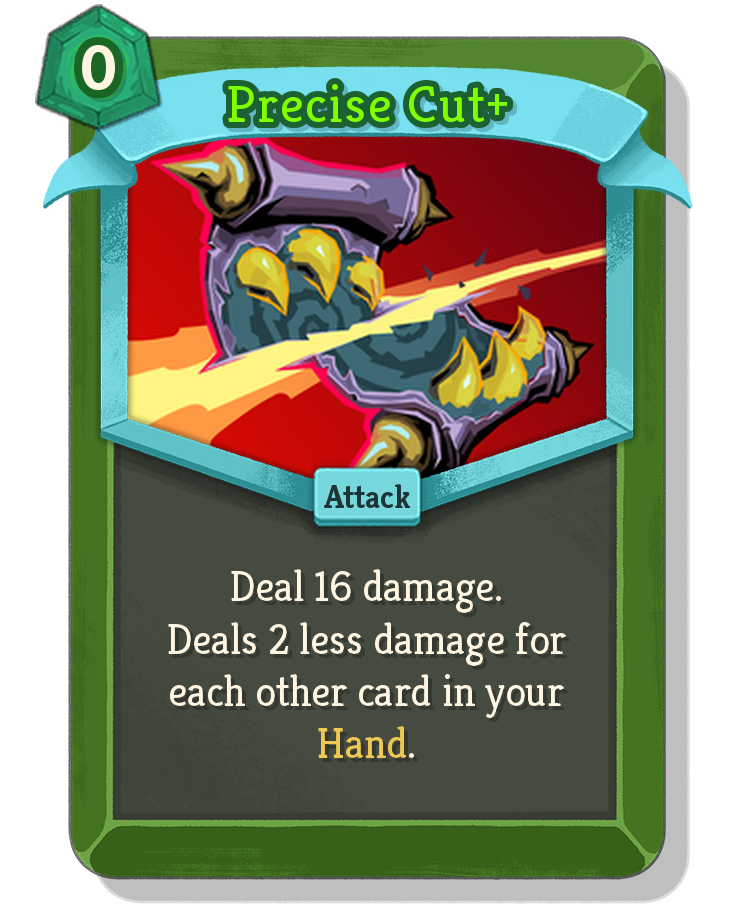 0
Precise Cut+
Attack
Deal 16 damage.
Deals 2 less damage for
each other card in your
Hand.